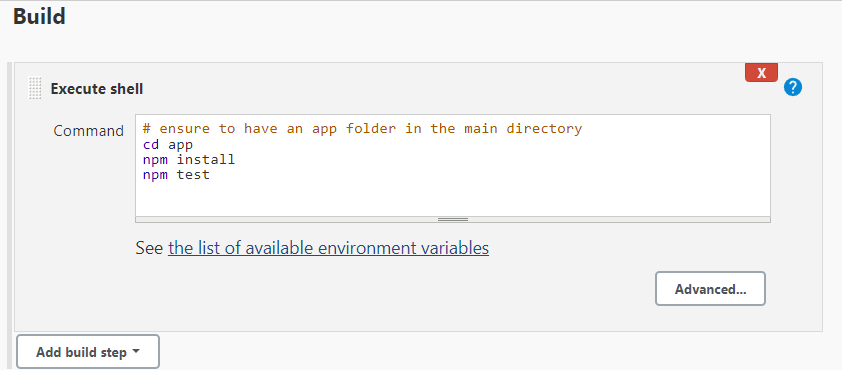 Build
X
Execute shell
?
Command
# ensure to have an app folder in the main directory
cd app
npm install
npm test
See the list of available environment variables
Advanced...
Add build step